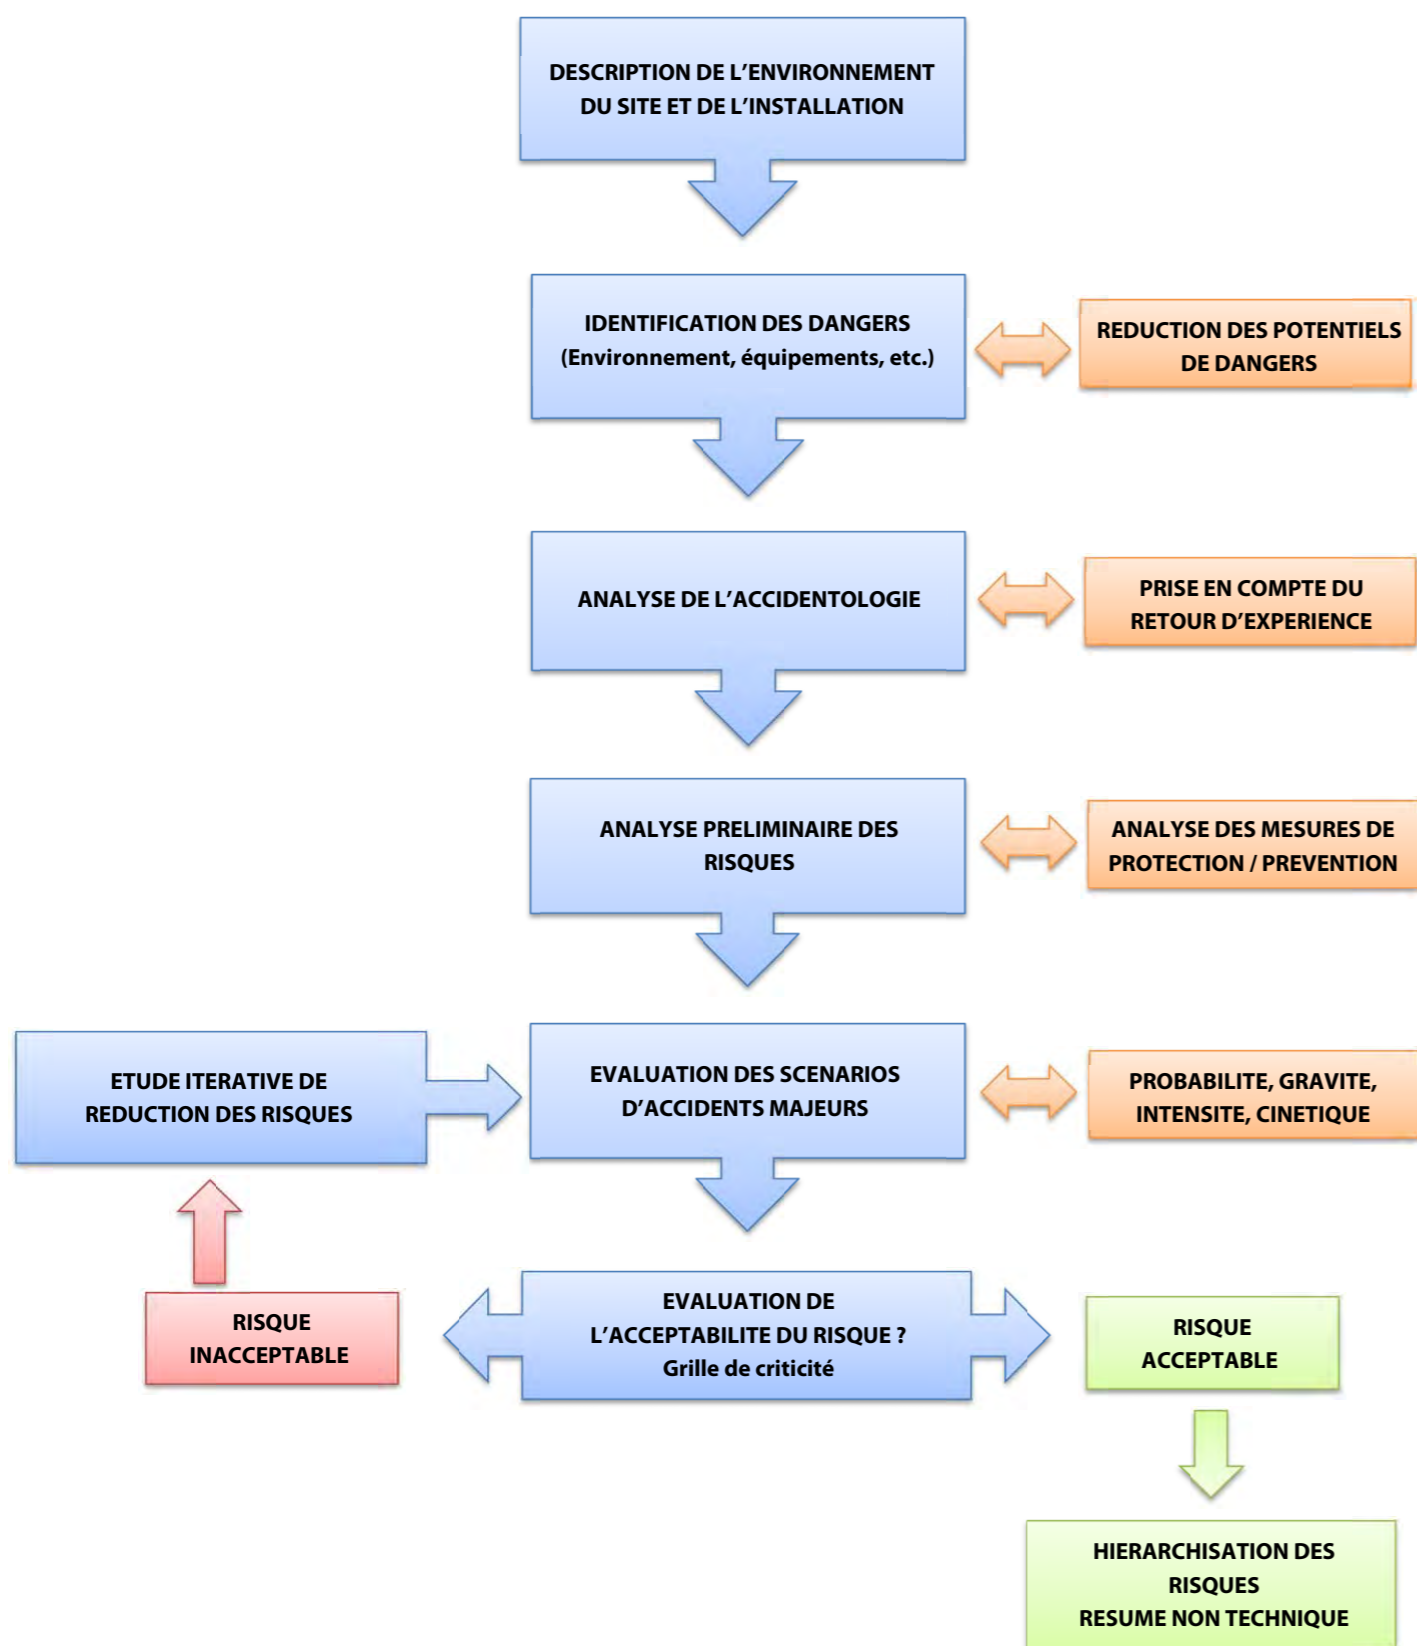 DESCRIPTION DE L’ENVIRONNEMENT
DU SITE ET DE L’INSTALLATION
IDENTIFICATION DES DANGERS
(Environnement, équipements, etc.)
REDUCTION DES POTENTIELS
DE DANGERS
ANALYSE DE L’ACCIDENTOLOGIE
PRISE EN COMPTE DU
RETOUR D’EXPERIENCE
ANALYSE PRELIMINAIRE DES
RISQUES
ANALYSE DES MESURES DE
PROTECTION / PREVENTION
ETUDE ITERATIVE DE
REDUCTION DES RISQUES
EVALUATION DES SCENARIOS
D’ACCIDENTS MAJEURS
PROBABILITE, GRAVITE,
INTENSITE, CINETIQUE
RISQUE
INACCEPTABLE
EVALUATION DE
L’ACCEPTABILITE DU RISQUE ?
Grille de criticité
RISQUE
ACCEPTABLE
HIERARCHISATION DES
RISQUES
RESUME NON TECHNIQUE